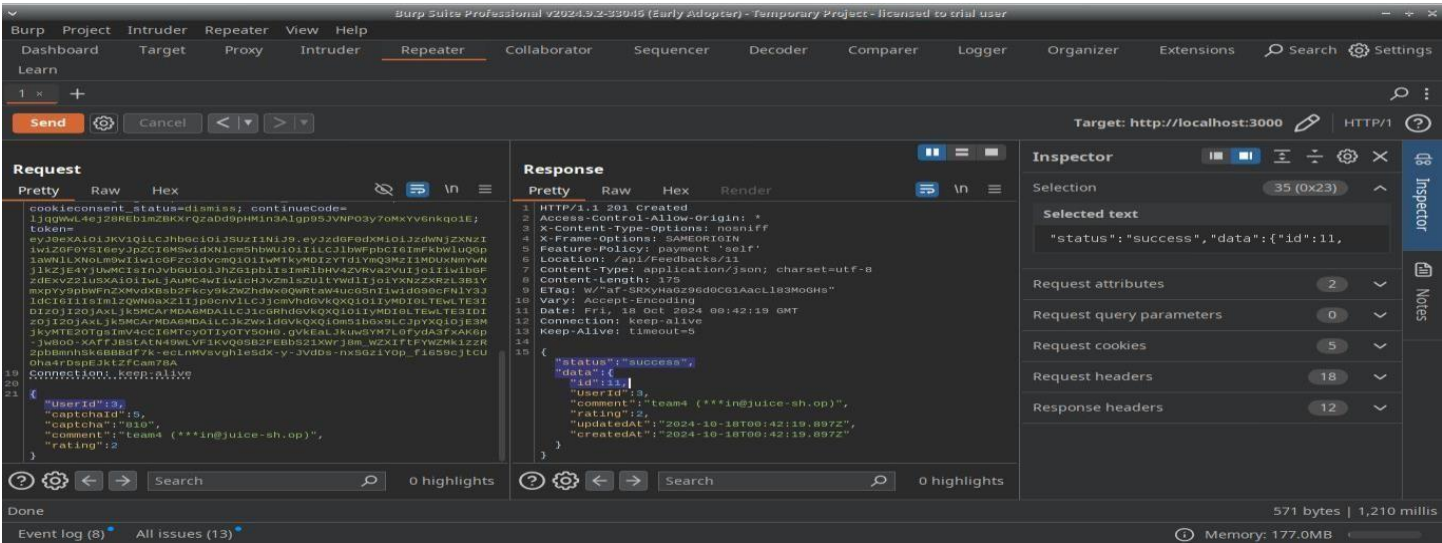 Burp Suite Professional v2024.9.2-33046 (Early Adopter) - Temporary Project - licensed to trial user
Burp Project Intruder Repeater View Help
Dashboard Target Proxy Intruder Repeater Collaborator Sequencer Decoder Comparer Logger Organizer Extensions Search Settings
Learn
1 × +
Send Cancel < > Target: http://localhost:3000 HTTP/1
Request
Pretty Raw Hex \n
cookieconsent_status=dismiss; continueCode=
token=
19 Connection: keep-alive
20
21 {
"UserId":3,
"captchaId":5,
"captcha":"810",
"comment":"team4 (***in@juice-sh.op)",
"rating":2
}
Search 0 highlights
Response
Pretty Raw Hex Render \n
1 HTTP/1.1 201 Created
2 Access-Control-Allow-Origin: *
3 X-Content-Type-Options: nosniff
4 X-Frame-Options: SAMEORIGIN
5 Feature-Policy: payment 'self'
6 Location: /api/Feedbacks/11
7 Content-Type: application/json; charset=utf-8
8 Content-Length: 175
9 ETag:
10 Vary: Accept-Encoding
11 Date: Fri, 18 Oct 2024 00:42:19 GMT
12 Connection: keep-alive
13 Keep-Alive: timeout=5
14
15 {
"status":"success",
"data":{
"id":11,
"UserId":3,
"comment":"team4 (***in@juice-sh.op)",
"rating":2,
"updatedAt":"2024-10-18T00:42:19.897Z",
"createdAt":"2024-10-18T00:42:19.897Z"
}
}
Search 0 highlights
Inspector
Selection 35 (0x23)
Selected text
"status":"success","data":{"id":11,
Request attributes 2
Request query parameters 0
Request cookies 5
Request headers 18
Response headers 12
Inspector
Notes
Done 571 bytes | 1,210 millis
Event log (8) All issues (13) Memory: 177.0MB